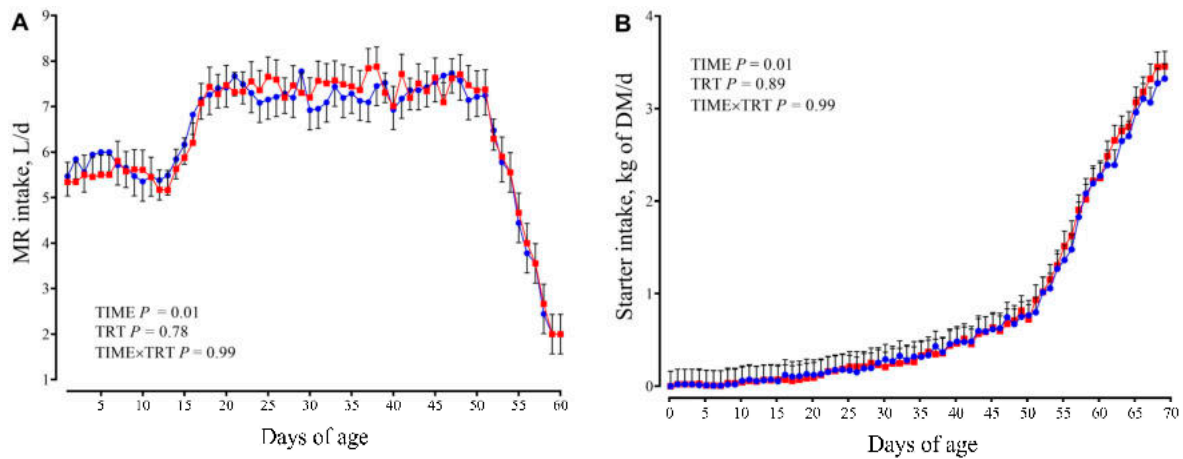 A
MR intake, L/d
9
8
7
6
5
4
3
2
1
TIME P = 0.01
TRT P = 0.78
TIME×TRT P = 0.99
5 10 15 20 25 30 35 40 45 50 55 60
Days of age
B
Starter intake, kg of DM/d
4
3
2
1
0
TIME P = 0.01
TRT P = 0.89
TIME×TRT P = 0.99
0 5 10 15 20 25 30 35 40 45 50 55 60 65 70
Days of age